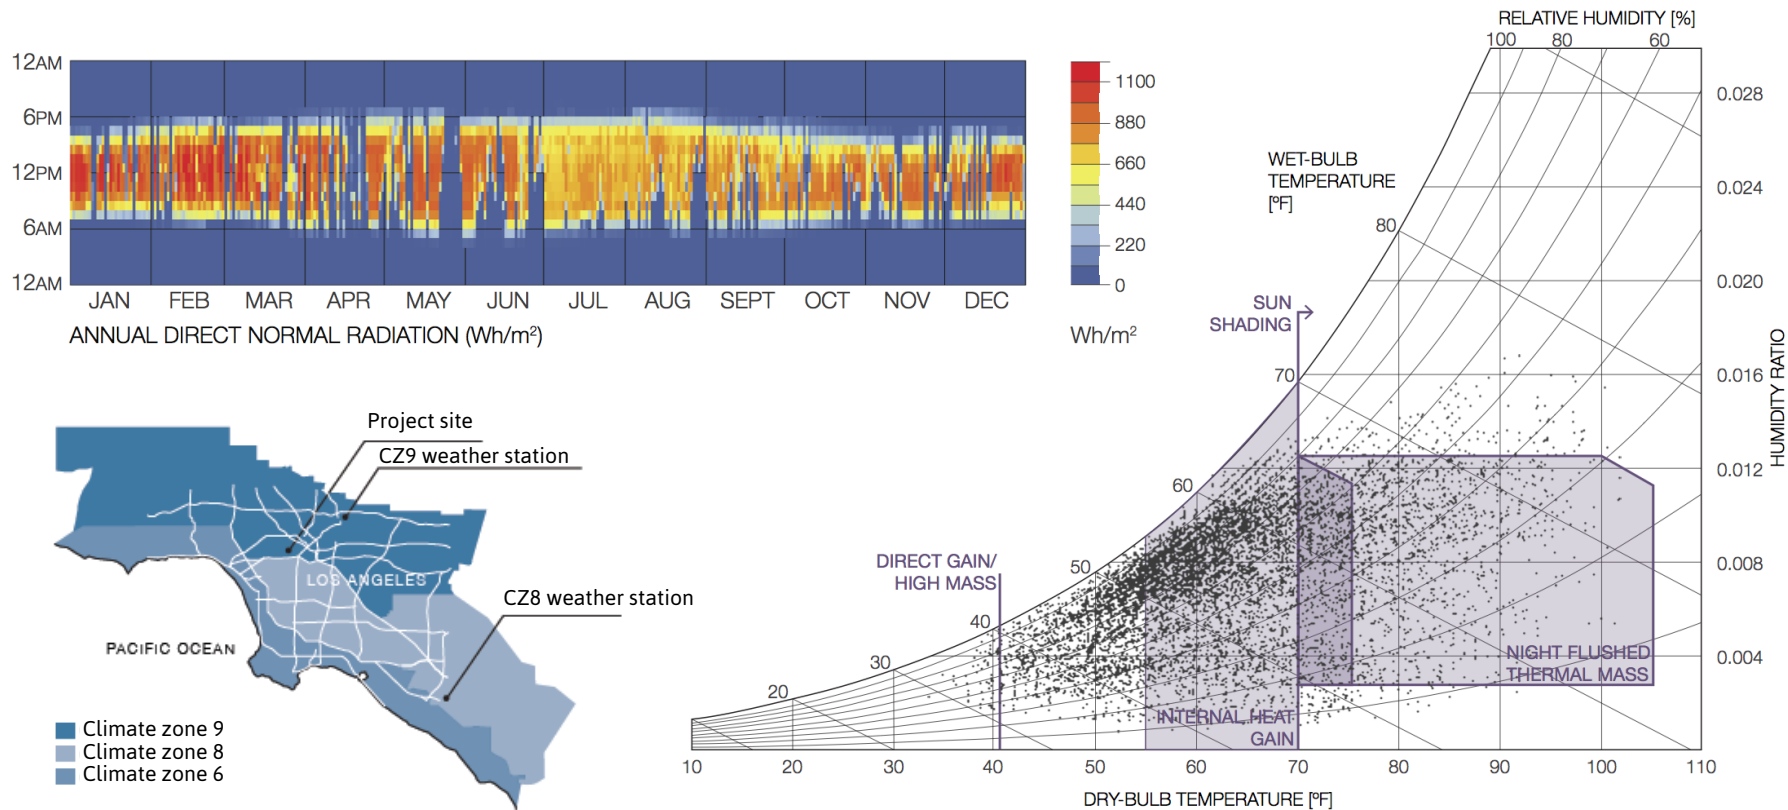 12AM
6PM
12PM
6AM
12AM
JAN FEB MAR APR MAY JUN JUL AUG SEPT OCT NOV DEC
ANNUAL DIRECT NORMAL RADIATION (Wh/m²)
1100
880
660
440
220
0
Wh/m²
Project site
CZ9 weather station
LOS ANGELES
CZ8 weather station
PACIFIC OCEAN
Climate zone 9
Climate zone 8
Climate zone 6
RELATIVE HUMIDITY [%]
100 80 60
WET-BULB
TEMPERATURE
[ºF]
80
70
60
50
40
30
20
SUN
SHADING
DIRECT GAIN/
HIGH MASS
INTERNAL HEAT
GAIN
NIGHT FLUSHED
THERMAL MASS
0.028
0.024
0.020
0.016
0.012
0.008
0.004
HUMIDITY RATIO
10 20 30 40 50 60 70 80 90 100 110
DRY-BULB TEMPERATURE [ºF]